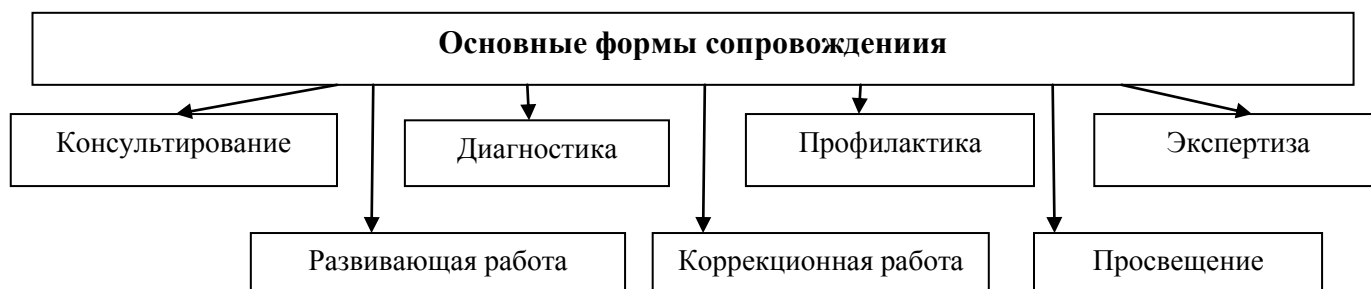 Основные формы сопровождениия
Консультирование
Диагностика
Профилактика
Экспертиза
Развивающая работа
Коррекционная работа
Просвещение